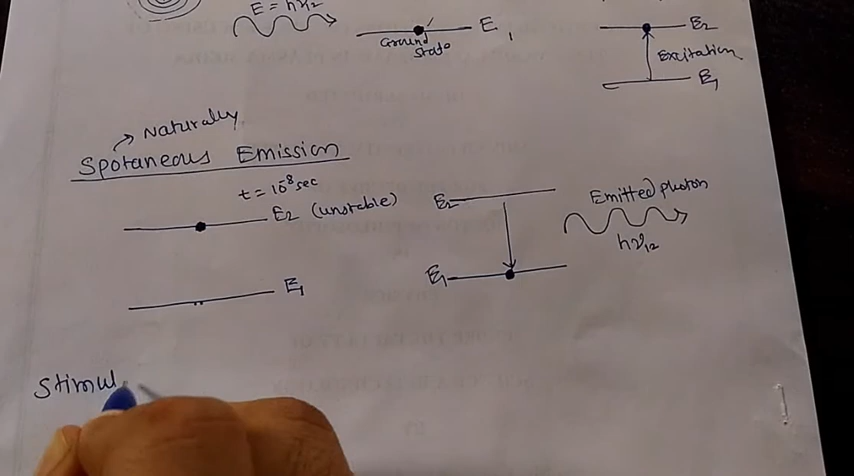 E = hν12
E1
Ground
State
E2
Excitation
E1
Naturally
Spotaneous Emission
t = 10⁻⁸ sec
E2 (unstable)
E1
E2
E1
Emitted photon
hν12
Stimul